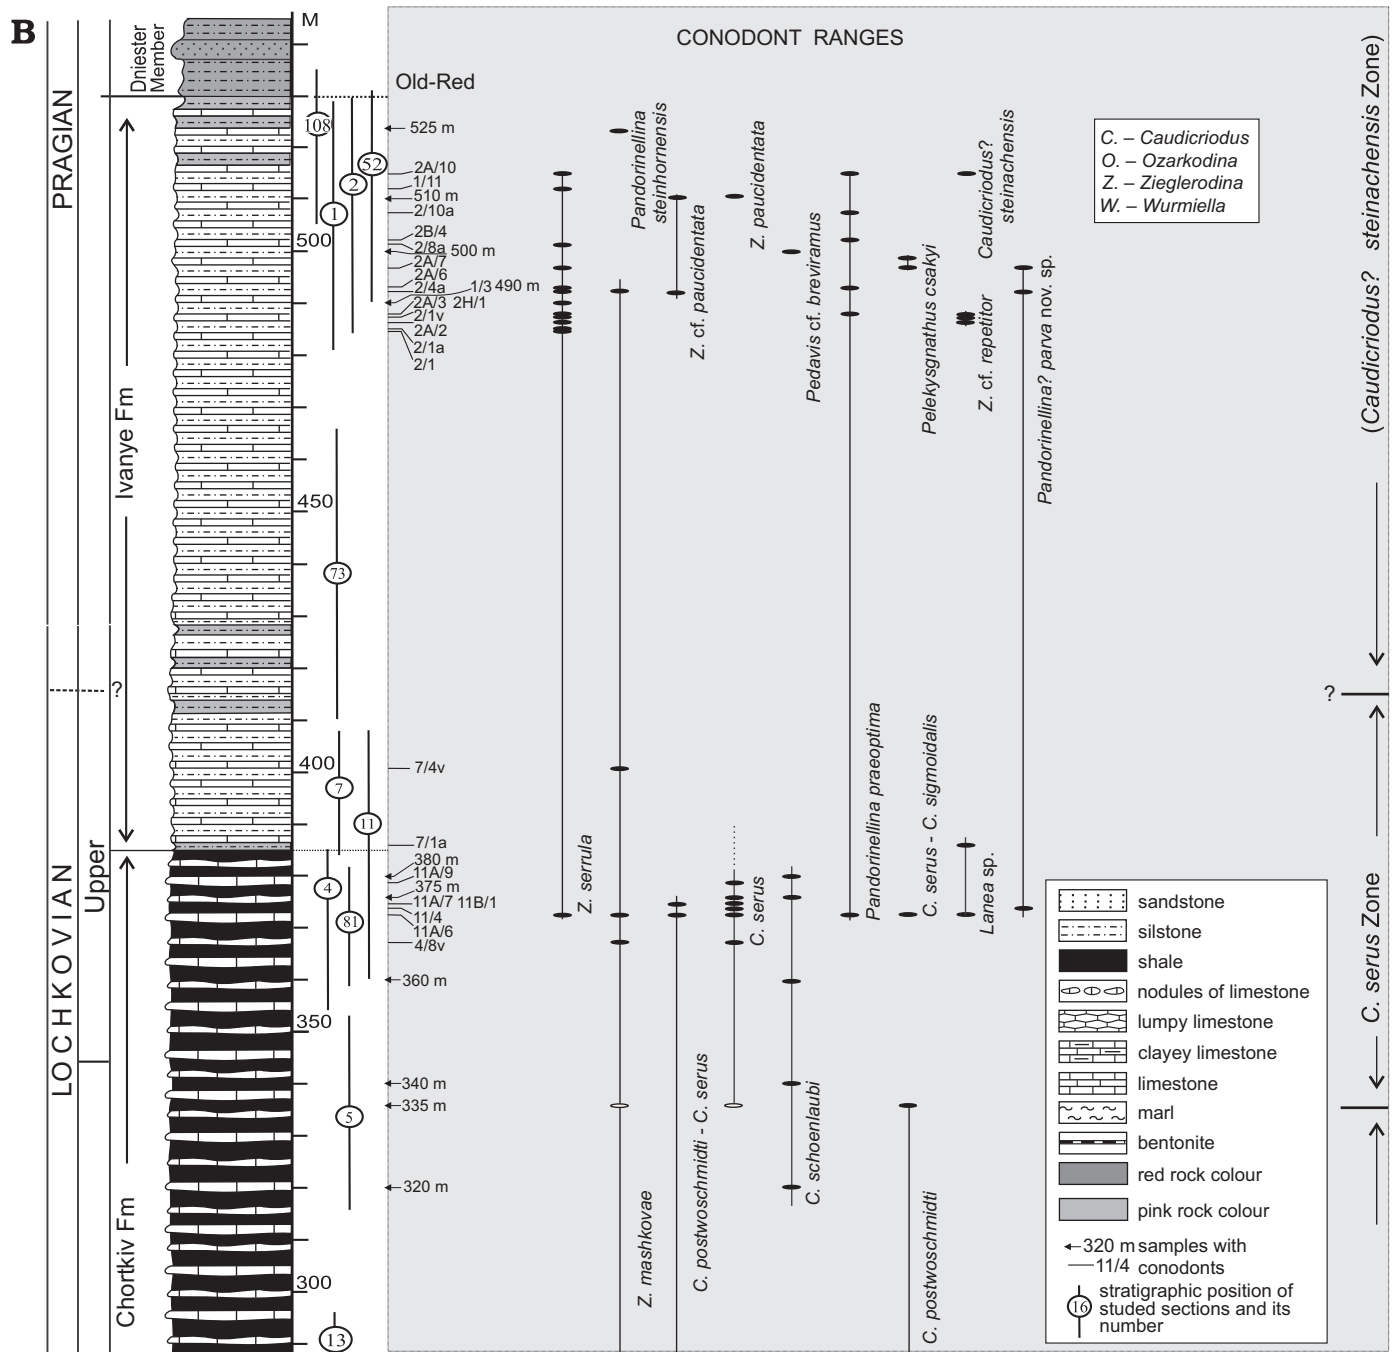 B
M
CONODONT RANGES
PRAGIAN
Dniester
Member
Old-Red
108
52
2
1
525 m
2A/10
1/11
510 m
2/10a
500
2B/4
2/8a 500 m
2A/7
2A/6
2/4a
1/3 490 m
2A/3 2H/1
2/1v
2A/2
2/1a
2/1
Pandorinellina
steinhornensis
Z. cf. paucidentata
Z. paucidentata
Pedavis cf. breviramus
Pelekysgnathus csakyi
Caudicriodus?
steinachensis
Z. cf. repetitor
Pandorinellina? parva nov. sp.
C. – Caudicriodus
O. – Ozarkodina
Z. – Zieglerodina
W. – Wurmiella
(Caudicriodus? steinachensis Zone)
Ivanye Fm
450
73
?
?
400
7
11
7/4v
7/1a
LOCHKOVIAN
Upper
4
81
380 m
11A/9
375 m
11A/7 11B/1
11/4
11A/6
4/8v
360 m
350
340 m
335 m
5
320 m
Chortkiv Fm
300
13
Z. serrula
Z. mashkovae
C. postwoschmidti - C. serus
C. serus
C. schoenlaubi
Pandorinellina praeoptima
C. serus - C. sigmoidalis
C. postwoschmidti
Lanea sp.
C. serus Zone
sandstone
silstone
shale
nodules of limestone
lumpy limestone
clayey limestone
limestone
marl
bentonite
red rock colour
pink rock colour
320 m samples with
11/4 conodonts
stratigraphic position of
16 studed sections and its
number